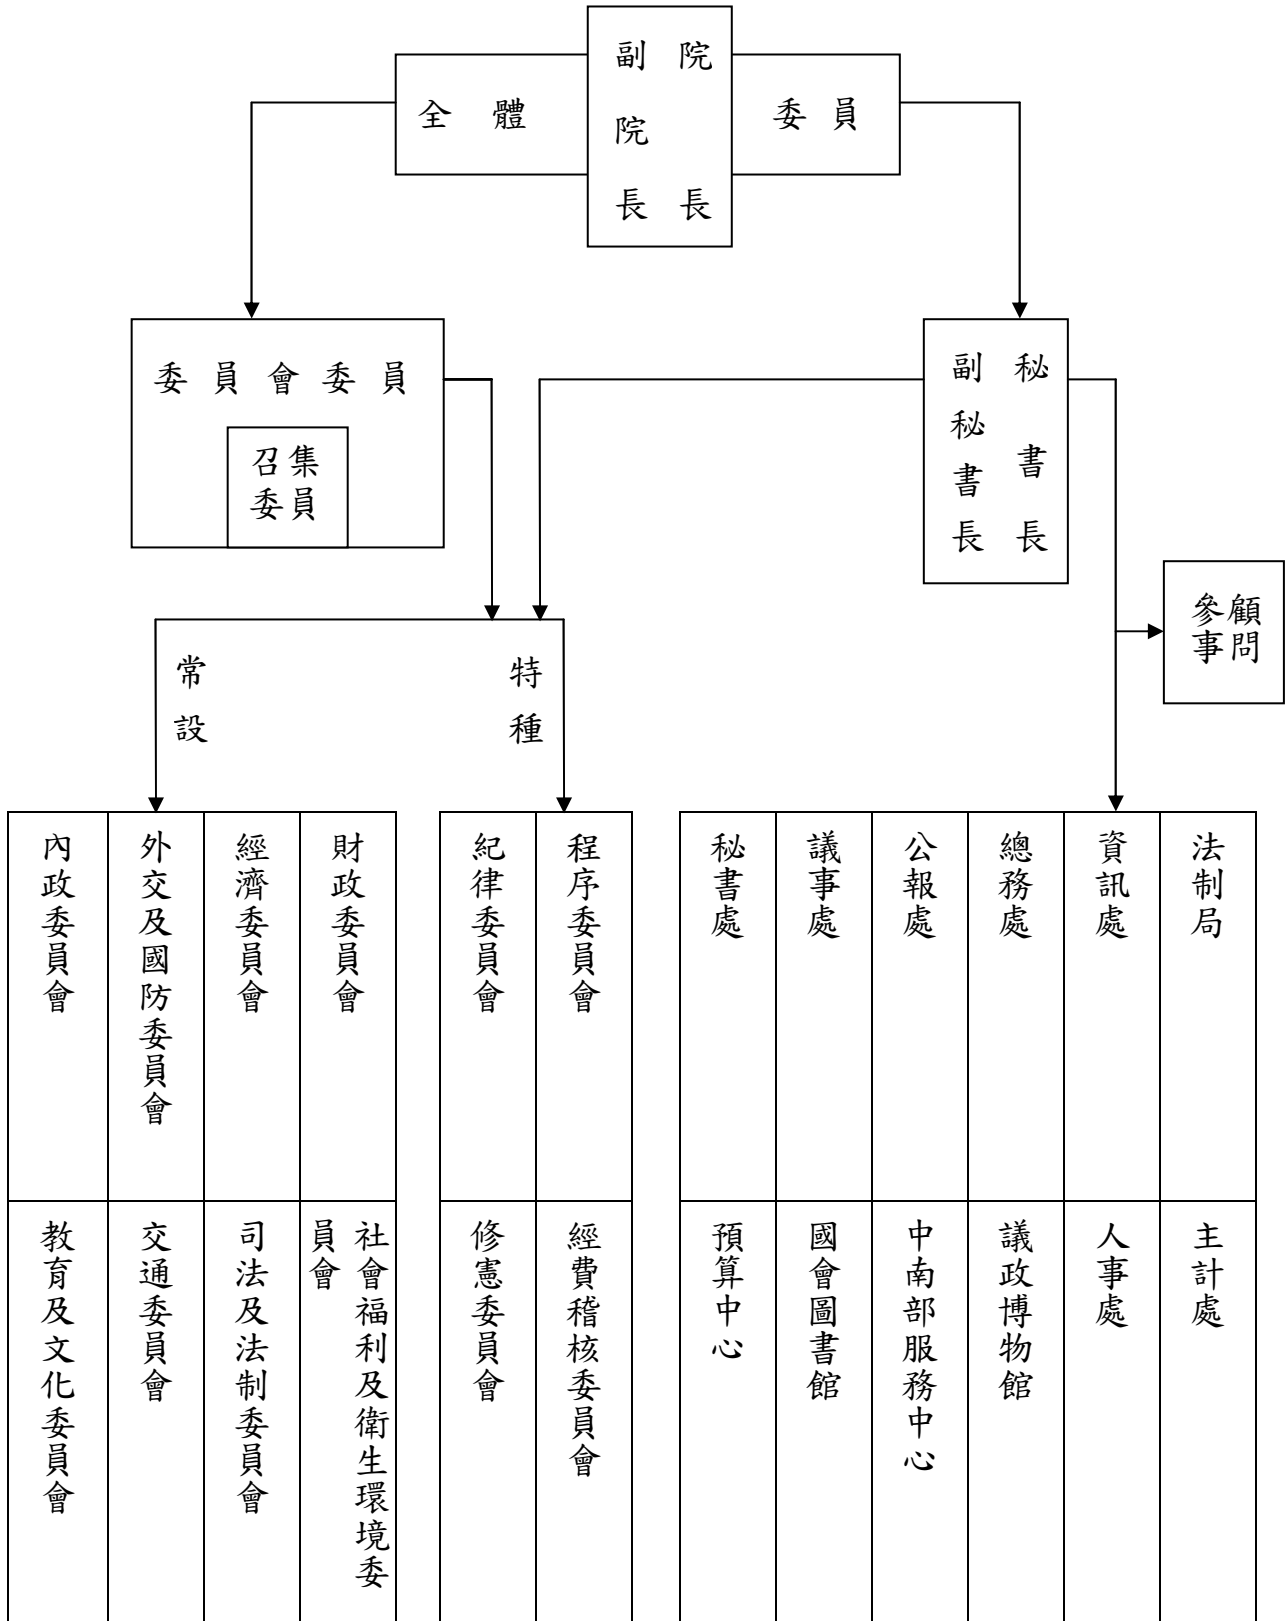 院長
副院長
全體
委員
委員會委員
召集
委員
秘書長
副秘書長
顧問
參事
常設
特種
內政委員會
外交及國防委員會
經濟委員會
財政委員會
紀律委員會
程序委員會
秘書處
議事處
公報處
總務處
資訊處
法制局
教育及文化委員會
交通委員會
司法及法制委員會
社會福利及衛生環境委
員會
修憲委員會
經費稽核委員會
預算中心
國會圖書館
中南部服務中心
議政博物館
人事處
主計處